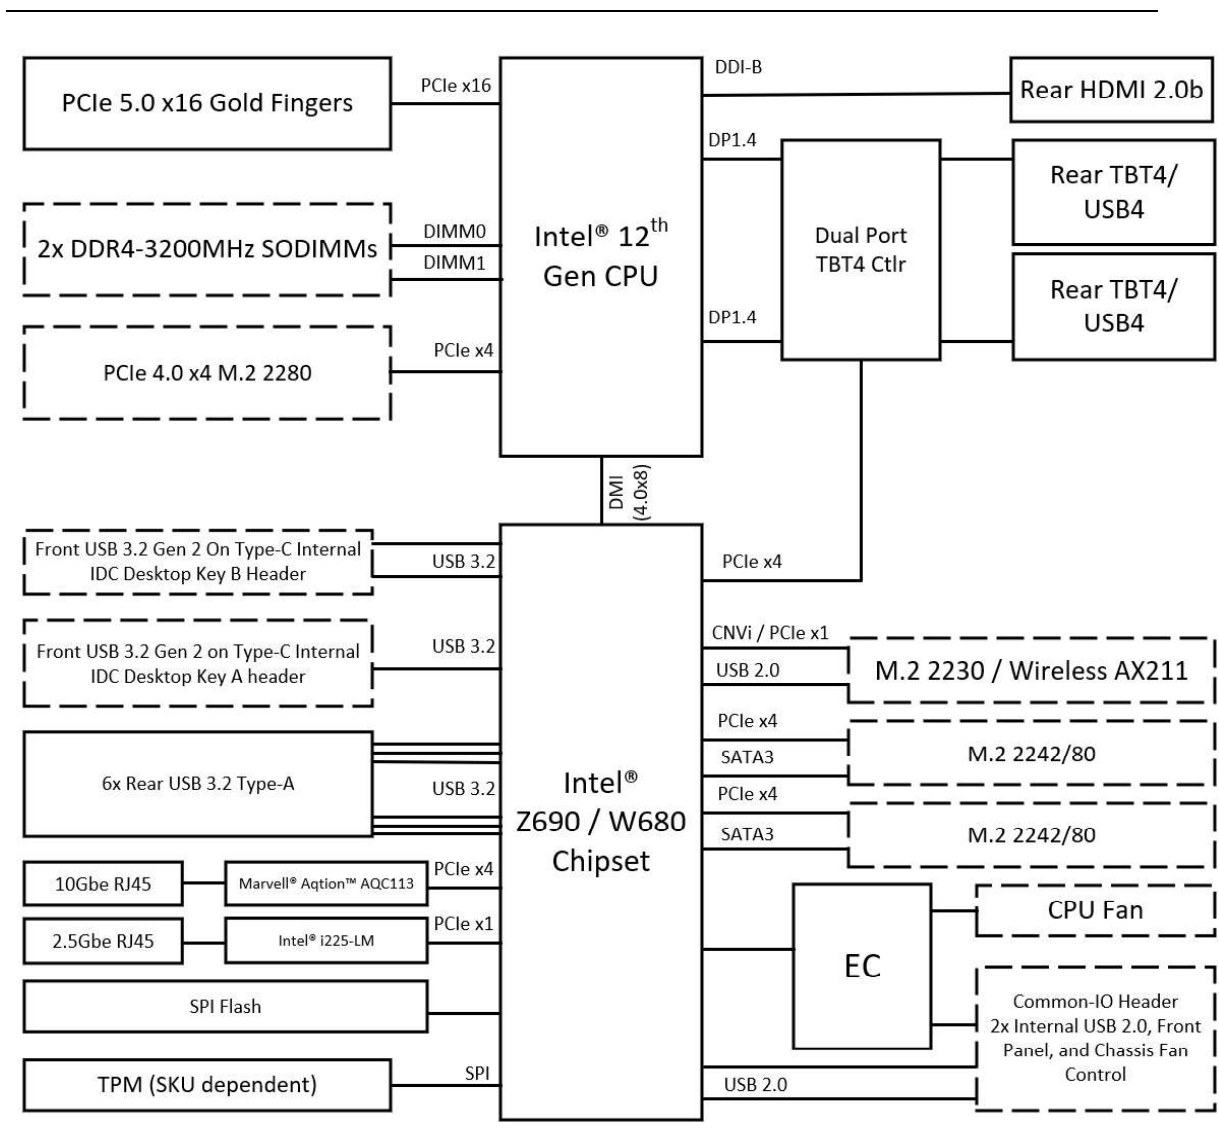 PCIe 5.0 x16 Gold Fingers
PCIe x16
2x DDR4-3200MHz SODIMMs
DIMM0
DIMM1
PCIe 4.0 x4 M.2 2280
PCIe x4
Intel® 12th
Gen CPU
DDI-B
Rear HDMI 2.0b
DP1.4
Dual Port
TBT4 Ctlr
DP1.4
Rear TBT4/
USB4
Rear TBT4/
USB4
DMI
(4.0x8)
Front USB 3.2 Gen 2 On Type-C Internal
IDC Desktop Key B Header
USB 3.2
Front USB 3.2 Gen 2 on Type-C Internal
IDC Desktop Key A header
USB 3.2
6x Rear USB 3.2 Type-A
USB 3.2
10Gbe RJ45
Marvell® Aqtion™ AQC113
PCIe x4
2.5Gbe RJ45
Intel® i225-LM
PCIe x1
SPI Flash
TPM (SKU dependent)
SPI
Intel®
Z690 / W680
Chipset
PCIe x4
CNVi / PCIe x1
USB 2.0
M.2 2230 / Wireless AX211
PCIe x4
SATA3
M.2 2242/80
PCIe x4
SATA3
M.2 2242/80
EC
CPU Fan
Common-IO Header
2x Internal USB 2.0, Front
Panel, and Chassis Fan
Control
USB 2.0